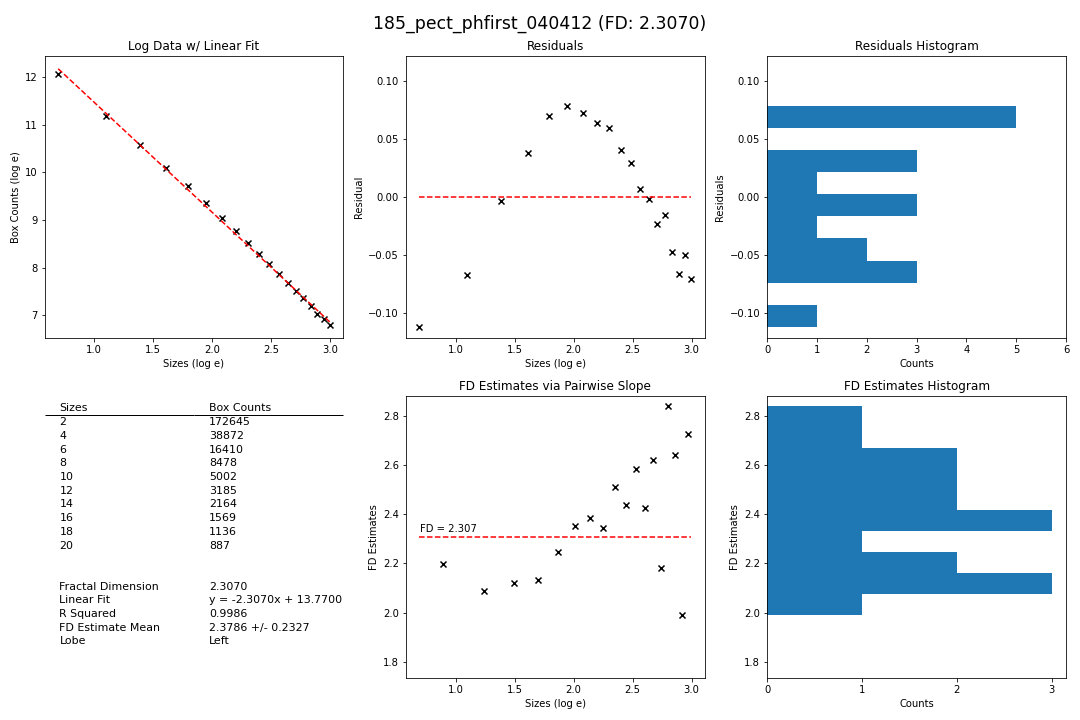 185_pect_phfirst_040412 (FD: 2.3070)
Log Data w/ Linear Fit
Box Counts (log e)
12
11
10
9
8
7
1.0 1.5 2.0 2.5 3.0
Sizes (log e)
Residuals
Residual
0.10
0.05
0.00
−0.05
−0.10
1.0 1.5 2.0 2.5 3.0
Sizes (log e)
Residuals Histogram
Residuals
0.10
0.05
0.00
−0.05
−0.10
0 1 2 3 4 5 6
Counts
Sizes Box Counts
2 172645
4 38872
6 16410
8 8478
10 5002
12 3185
14 2164
16 1569
18 1136
20 887
Fractal Dimension 2.3070
Linear Fit y = -2.3070x + 13.7700
R Squared 0.9986
FD Estimate Mean 2.3786 +/- 0.2327
Lobe Left
FD Estimates via Pairwise Slope
FD Estimates
2.8
2.6
2.4
2.2
2.0
1.8
FD = 2.307
1.0 1.5 2.0 2.5 3.0
Sizes (log e)
FD Estimates Histogram
FD Estimates
2.8
2.6
2.4
2.2
2.0
1.8
0 1 2 3
Counts